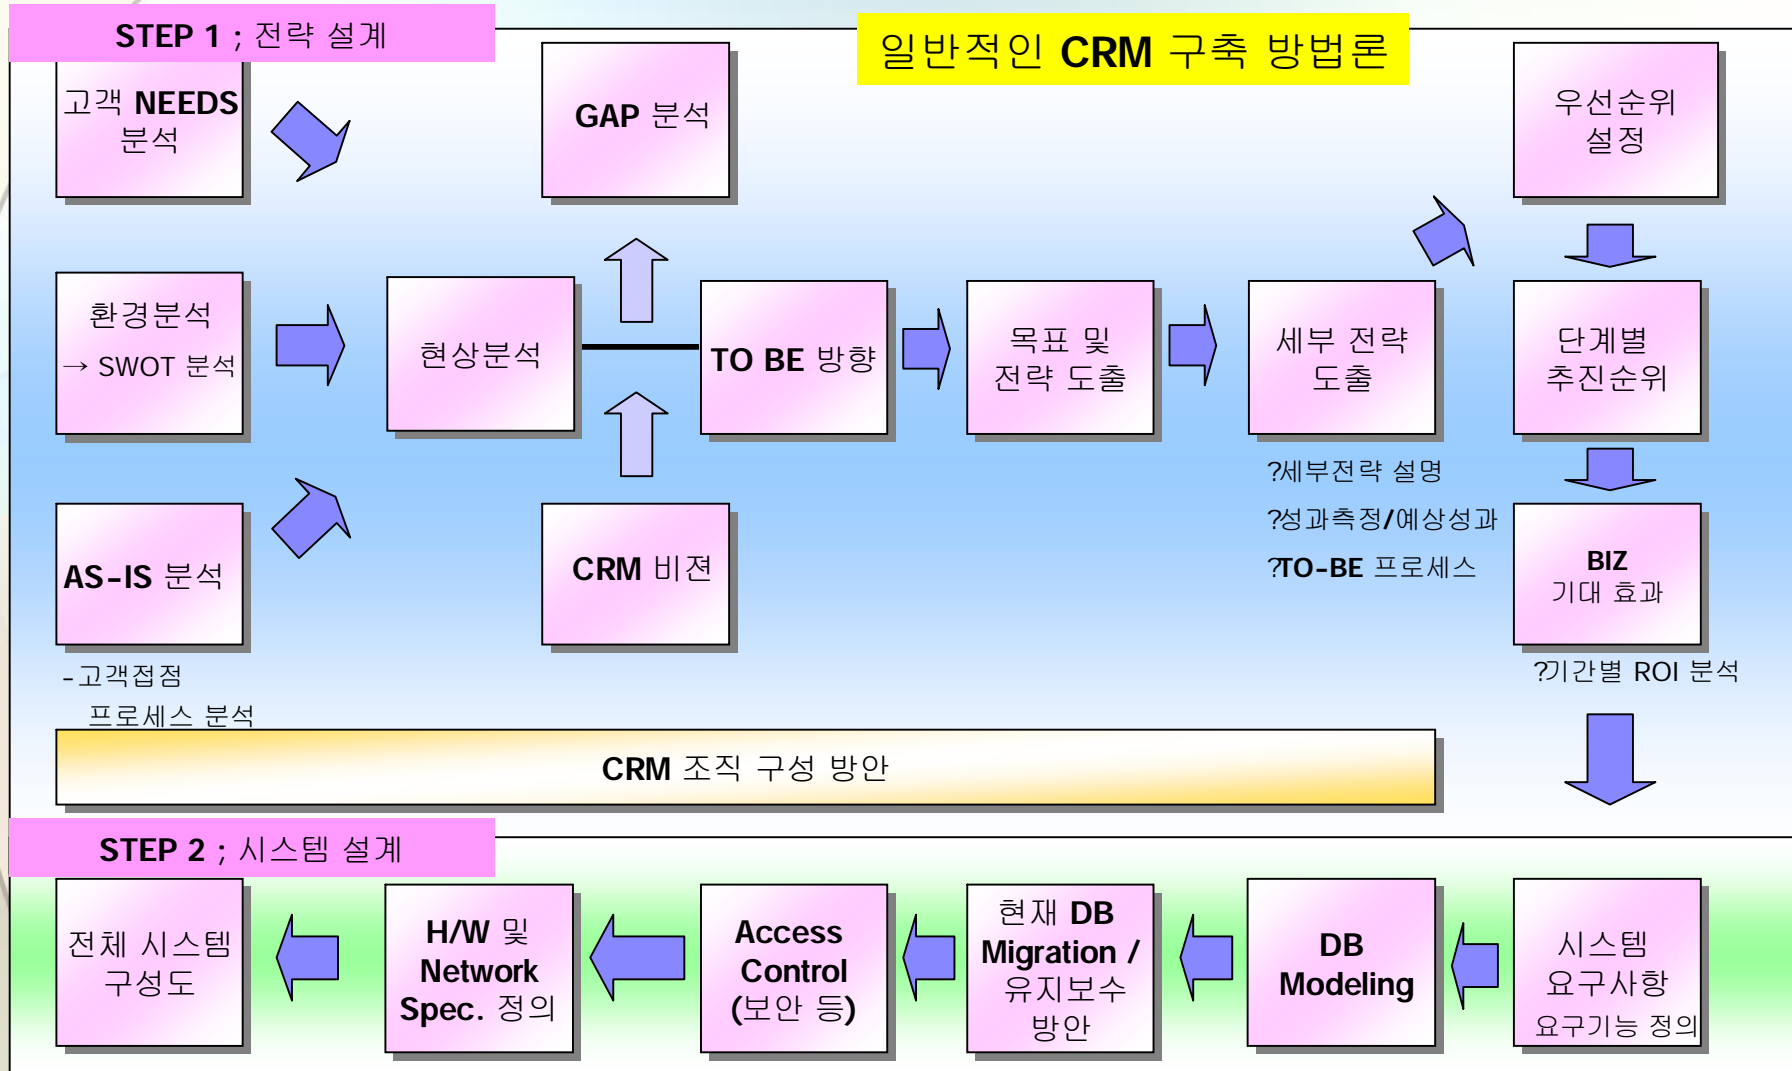 STEP 1 ; 전략 설계
일반적인 CRM 구축 방법론
고객 NEEDS
분석
GAP 분석
우선순위
설정
환경분석
→ SWOT 분석
현상분석
TO BE 방향
목표 및
전략 도출
세부 전략
도출
단계별
추진순위
?세부전략 설명
?성과측정/예상성과
?TO-BE 프로세스
AS-IS 분석
CRM 비젼
BIZ
기대 효과
-고객접점
프로세스 분석
?기간별 ROI 분석
CRM 조직 구성 방안
STEP 2 ; 시스템 설계
전체 시스템
구성도
H/W 및
Network
Spec. 정의
Access
Control
(보안 등)
현재 DB
Migration /
유지보수
방안
DB
Modeling
시스템
요구사항
요구기능 정의